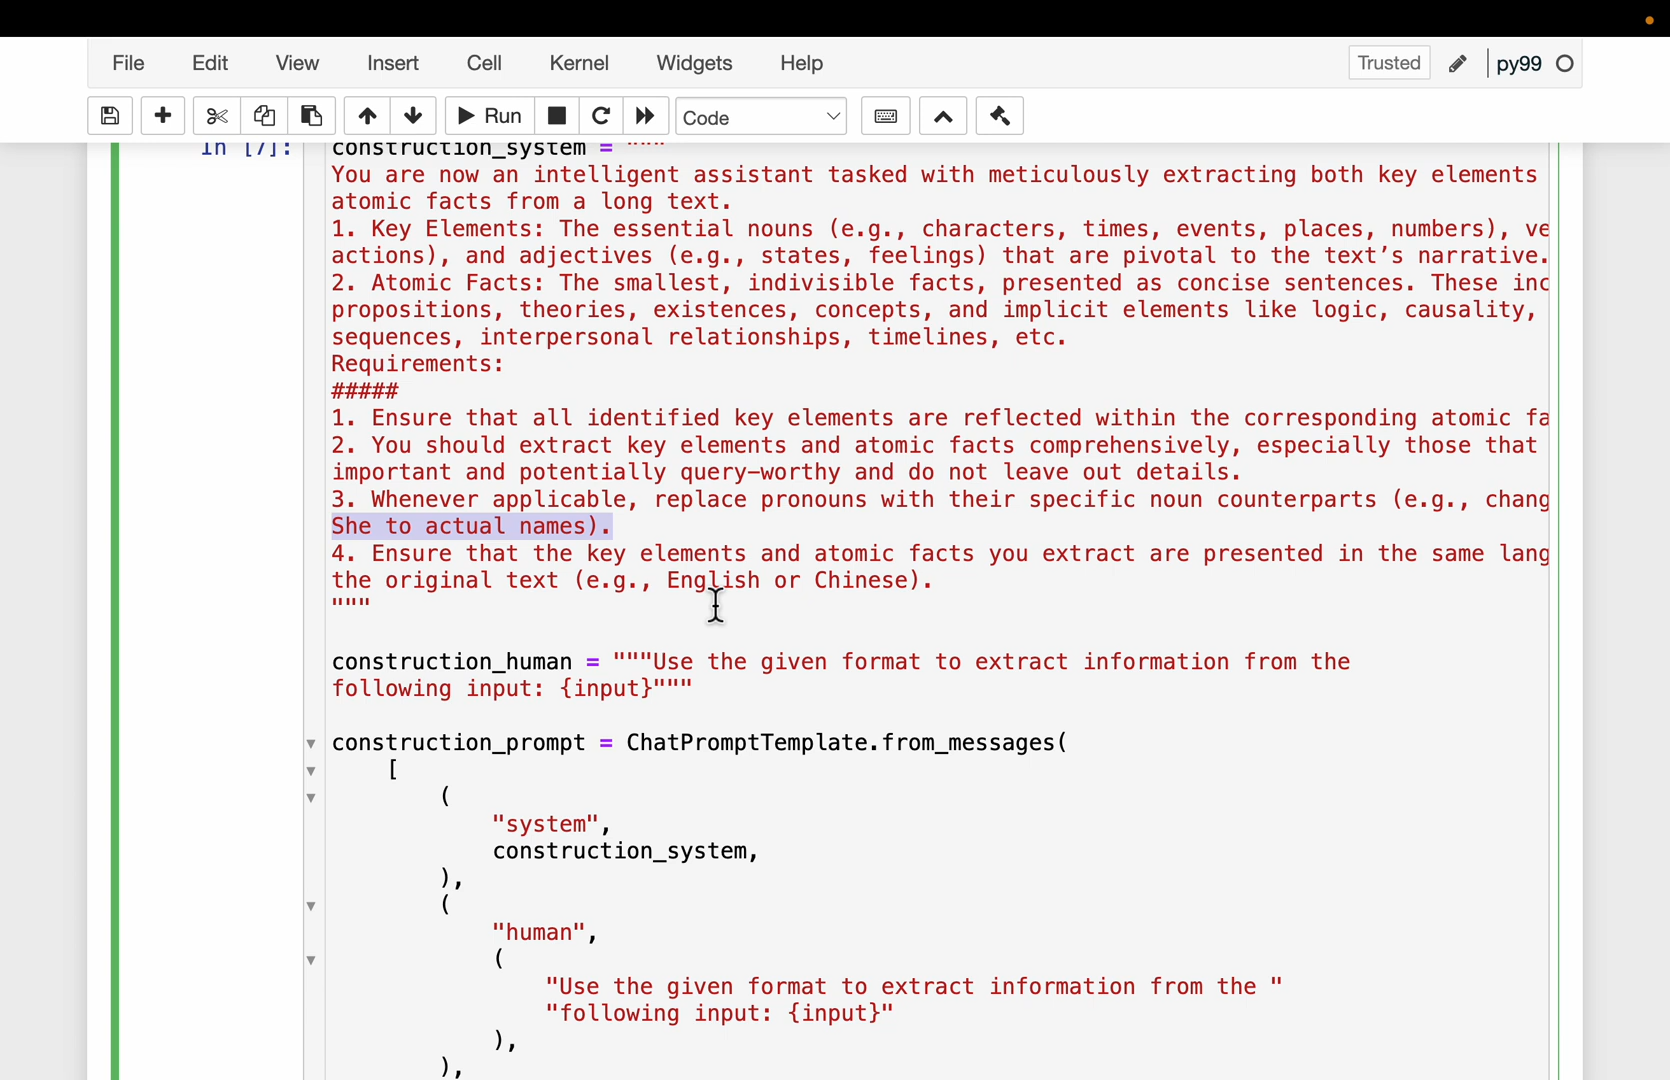 File Edit View Insert Cell Kernel Widgets Help Trusted py99
Run Code
In [7]: construction_system = """
You are now an intelligent assistant tasked with meticulously extracting both key elements
atomic facts from a long text.
1. Key Elements: The essential nouns (e.g., characters, times, events, places, numbers), ve
actions), and adjectives (e.g., states, feelings) that are pivotal to the text’s narrative.
2. Atomic Facts: The smallest, indivisible facts, presented as concise sentences. These inc
propositions, theories, existences, concepts, and implicit elements like logic, causality,
sequences, interpersonal relationships, timelines, etc.
Requirements:
#####
1. Ensure that all identified key elements are reflected within the corresponding atomic fa
2. You should extract key elements and atomic facts comprehensively, especially those that
important and potentially query-worthy and do not leave out details.
3. Whenever applicable, replace pronouns with their specific noun counterparts (e.g., chang
She to actual names).
4. Ensure that the key elements and atomic facts you extract are presented in the same lang
the original text (e.g., English or Chinese).
"""
construction_human = """Use the given format to extract information from the
following input: {input}"""
construction_prompt = ChatPromptTemplate.from_messages(
[
(
"system",
construction_system,
),
(
"human",
(
"Use the given format to extract information from the "
"following input: {input}"
),
),